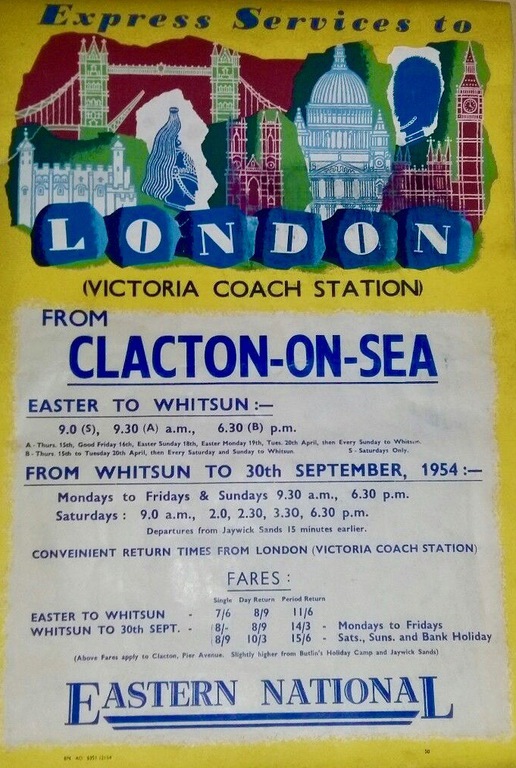 Express Services to
LONDON
(VICTORIA COACH STATION)
FROM
CLACTON-ON-SEA
EASTER TO WHITSUN :—
9.0 (S), 9.30 (A) a.m., 6.30 (B) p.m.
A - Thurs. 15th, Good Friday 16th, Easter Sunday 18th, Easter Monday 19th, Tues. 20th April, then Every Sunday to Whitsun.
B - Thurs. 15th to Tuesday 20th April, then Every Saturday and Sunday to Whitsun. S - Saturdays Only.
FROM WHITSUN TO 30th SEPTEMBER, 1954 :—
Mondays to Fridays & Sundays 9.30 a.m., 6.30 p.m.
Saturdays : 9.0 a.m., 2.0, 2.30, 3.30, 6.30 p.m.
Departures from Jaywick Sands 15 minutes earlier.
CONVEINIENT RETURN TIMES FROM LONDON (VICTORIA COACH STATION)
FARES :
Single Day Return Period Return
EASTER TO WHITSUN - 7/6 8/9 11/6
WHITSUN TO 30th SEPT. - 8/- 8/9 14/3 - Mondays to Fridays
8/9 10/3 15/6 - Sats., Suns. and Bank Holiday
(Above Fares apply to Clacton, Pier Avenue. Slightly higher from Butlin's Holiday Camp and Jaywick Sands)
EASTERN NATIONAL
50